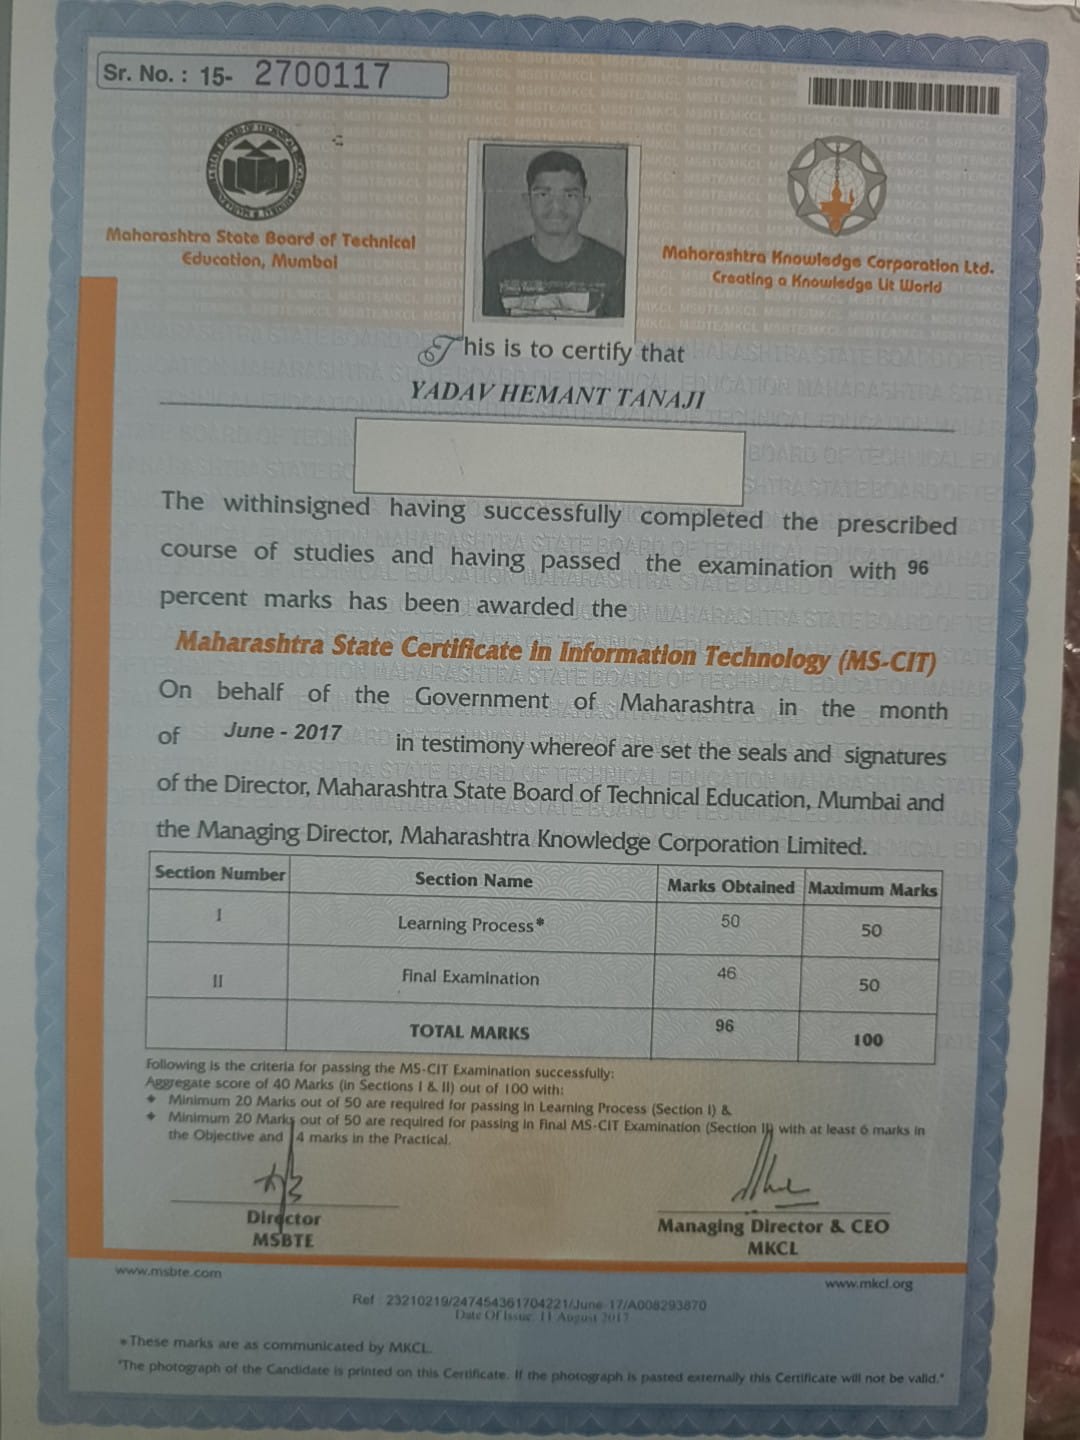 Sr. No. : 15- 2700117
Maharashtra State Board of Technical
Education, Mumbai
Maharashtra Knowledge Corporation Ltd.
Creating a Knowledge Lit World
This is to certify that
YADAV HEMANT TANAJI
The withinsigned having successfully completed the prescribed
course of studies and having passed the examination with 96
percent marks has been awarded the
Maharashtra State Certificate in Information Technology (MS-CIT)
On behalf of the Government of Maharashtra in the month
of June - 2017 in testimony whereof are set the seals and signatures
of the Director, Maharashtra State Board of Technical Education, Mumbai and
the Managing Director, Maharashtra Knowledge Corporation Limited.
Section Number Section Name Marks Obtained Maximum Marks
I Learning Process* 50 50
II Final Examination 46 50
TOTAL MARKS 96 100
Following is the criteria for passing the MS-CIT Examination successfully:
Aggregate score of 40 Marks (in Sections I & II) out of 100 with:
Minimum 20 Marks out of 50 are required for passing in Learning Process (Section I) &
Minimum 20 Marks out of 50 are required for passing in Final MS-CIT Examination (Section II) with at least 6 marks in
the Objective and 14 marks in the Practical.
Director
MSBTE
Managing Director & CEO
MKCL
www.msbte.com
www.mkcl.org
Ref : 23210219/247454361704221/June-17/A008293870
Date Of Issue: 11 August 2017
*These marks are as communicated by MKCL.
"The photograph of the Candidate is printed on this Certificate. If the photograph is pasted externally this Certificate will not be valid."